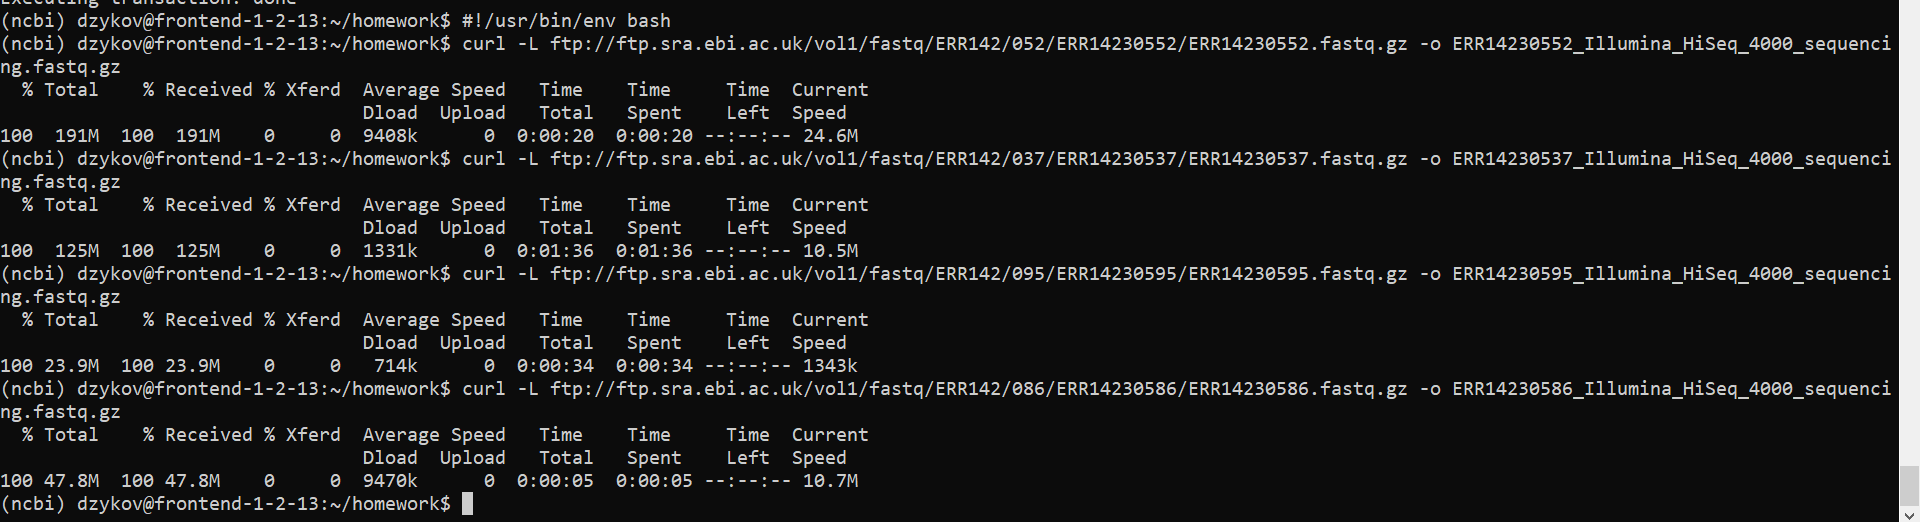 Executing transaction: done
(ncbi) dzykov@frontend-1-2-13:~/homework$ #!/usr/bin/env bash
(ncbi) dzykov@frontend-1-2-13:~/homework$ curl -L ftp://ftp.sra.ebi.ac.uk/vol1/fastq/ERR142/052/ERR14230552/ERR14230552.fastq.gz -o ERR14230552_Illumina_HiSeq_4000_sequenci
ng.fastq.gz
  % Total    % Received % Xferd  Average Speed   Time    Time     Time  Current
                                 Dload  Upload   Total   Spent    Left  Speed
100  191M  100  191M    0     0  9408k      0  0:00:20  0:00:20 --:--:-- 24.6M
(ncbi) dzykov@frontend-1-2-13:~/homework$ curl -L ftp://ftp.sra.ebi.ac.uk/vol1/fastq/ERR142/037/ERR14230537/ERR14230537.fastq.gz -o ERR14230537_Illumina_HiSeq_4000_sequenci
ng.fastq.gz
  % Total    % Received % Xferd  Average Speed   Time    Time     Time  Current
                                 Dload  Upload   Total   Spent    Left  Speed
100  125M  100  125M    0     0  1331k      0  0:01:36  0:01:36 --:--:-- 10.5M
(ncbi) dzykov@frontend-1-2-13:~/homework$ curl -L ftp://ftp.sra.ebi.ac.uk/vol1/fastq/ERR142/095/ERR14230595/ERR14230595.fastq.gz -o ERR14230595_Illumina_HiSeq_4000_sequenci
ng.fastq.gz
  % Total    % Received % Xferd  Average Speed   Time    Time     Time  Current
                                 Dload  Upload   Total   Spent    Left  Speed
100 23.9M  100 23.9M    0     0   714k      0  0:00:34  0:00:34 --:--:-- 1343k
(ncbi) dzykov@frontend-1-2-13:~/homework$ curl -L ftp://ftp.sra.ebi.ac.uk/vol1/fastq/ERR142/086/ERR14230586/ERR14230586.fastq.gz -o ERR14230586_Illumina_HiSeq_4000_sequenci
ng.fastq.gz
  % Total    % Received % Xferd  Average Speed   Time    Time     Time  Current
                                 Dload  Upload   Total   Spent    Left  Speed
100 47.8M  100 47.8M    0     0  9470k      0  0:00:05  0:00:05 --:--:-- 10.7M
(ncbi) dzykov@frontend-1-2-13:~/homework$